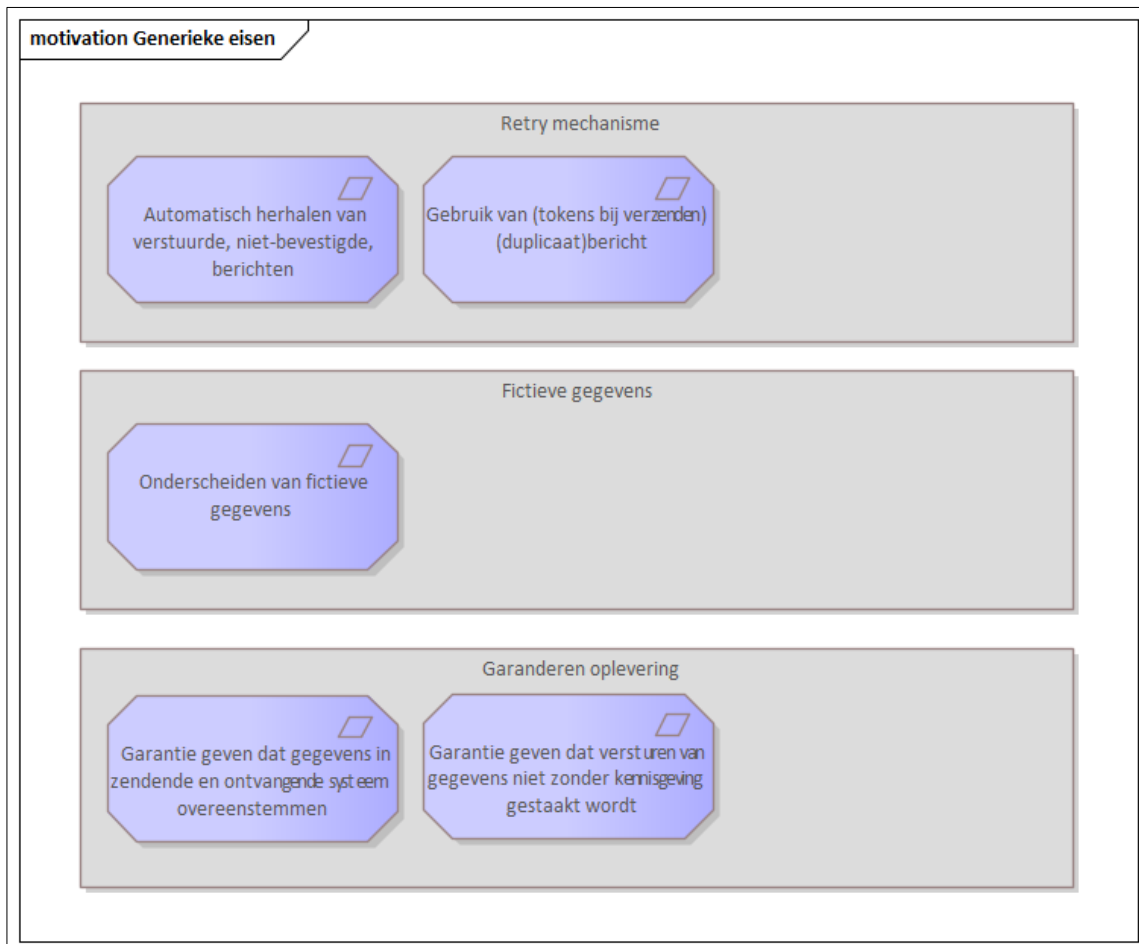 motivation Generieke eisen
Retry mechanisme
Automatisch herhalen van
verstuurde, niet-bevestigde,
berichten
Gebruik van (tokens bij verzenden)
(duplicaat)bericht
Fictieve gegevens
Onderscheiden van fictieve
gegevens
Garanderen oplevering
Garantie geven dat gegevens in
zendende en ontvangende systeem
overeenstemmen
Garantie geven dat versturen van
gegevens niet zonder kennisgeving
gestaakt wordt